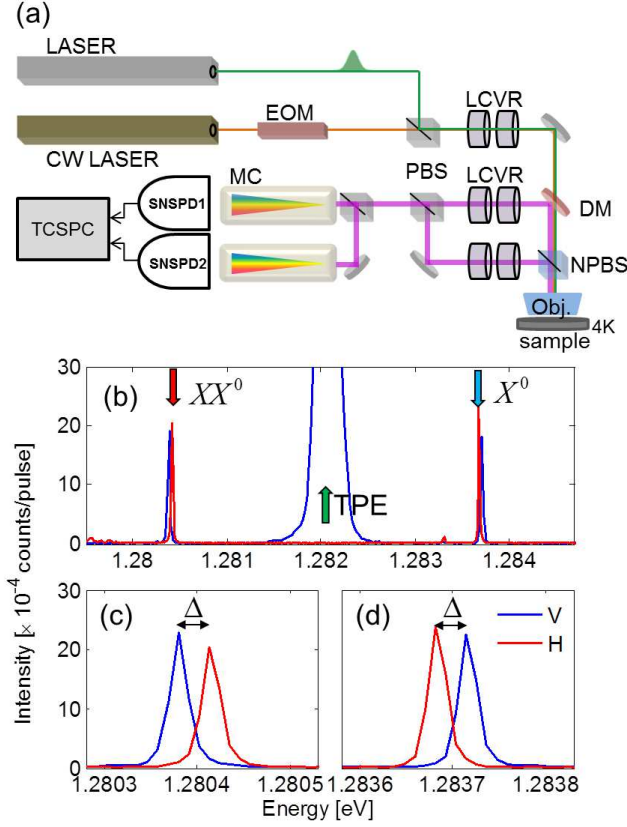 (a)
LASER
LCVR
EOM
CW LASER
MC
PBS
LCVR
DM
SNSPD1
TCSPC
SNSPD2
NPBS
Obj.
4K
sample
30
(b)
XX⁰
X⁰
20
10
TPE
0
1.28 1.281 1.282 1.283 1.284
Intensity [× 10⁻⁴ counts/pulse]
30
(c)
Δ
20
10
0
1.2803 1.2804 1.2805
(d)
Δ
V
H
1.2836 1.2837 1.2838
Energy [eV]